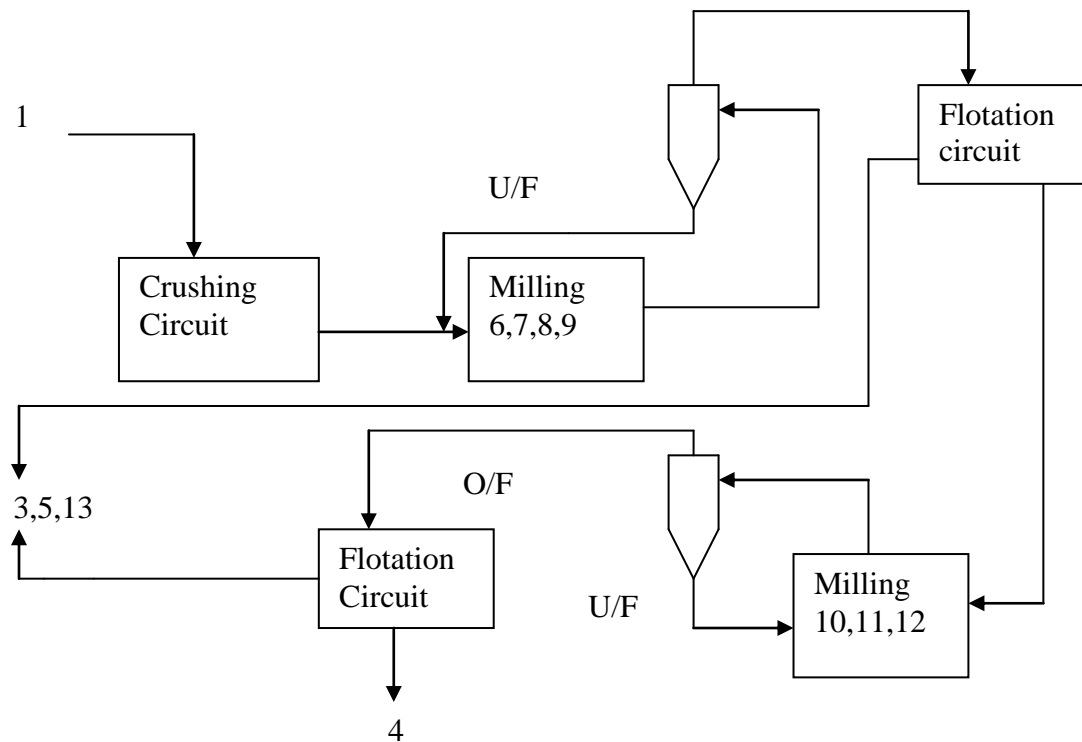 1
Flotation
circuit
U/F
Crushing
Circuit
Milling
6,7,8,9
3,5,13
O/F
Flotation
Circuit
U/F
Milling
10,11,12
4